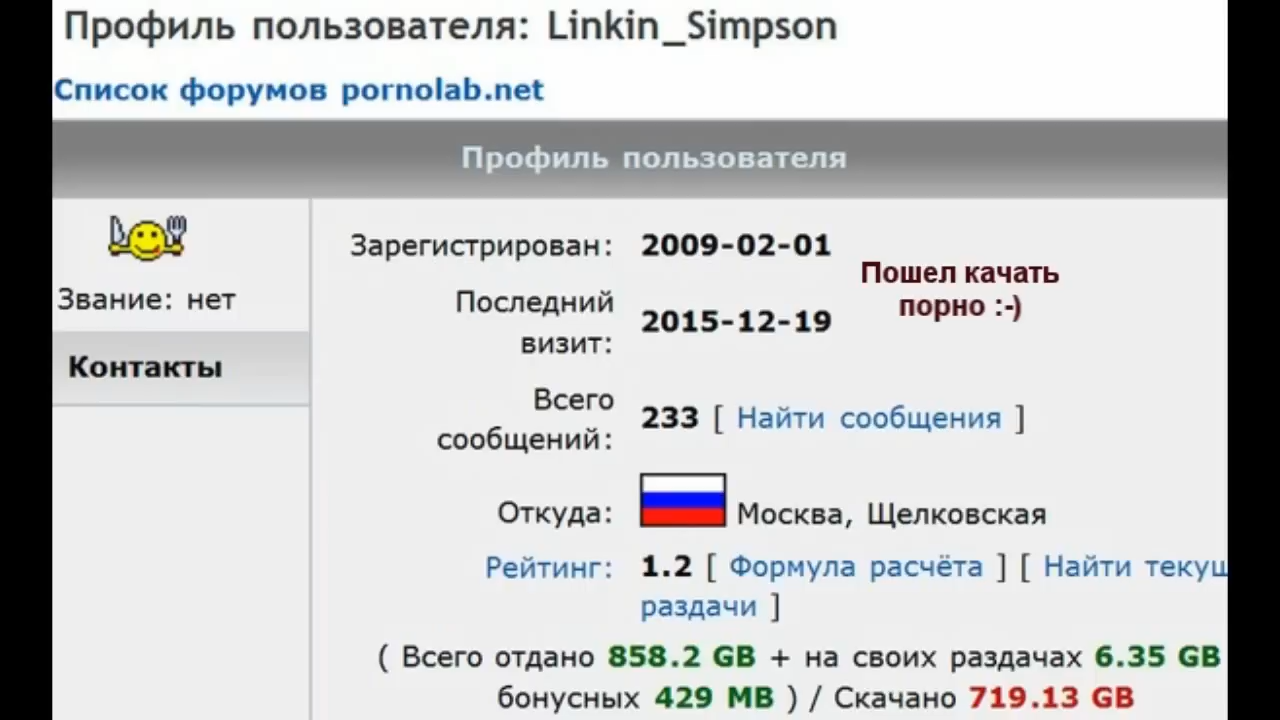 Профиль пользователя: Linkin_Simpson
Список форумов pornolab.net
Профиль пользователя
Звание: нет
Контакты
Зарегистрирован: 2009-02-01
Последний визит: 2015-12-19
Пошел качать
порно :-)
Всего сообщений: 233 [ Найти сообщения ]
Откуда: Москва, Щелковская
Рейтинг: 1.2 [ Формула расчёта ] [ Найти текущ
раздачи ]
( Всего отдано 858.2 GB + на своих раздачах 6.35 GB
бонусных 429 MB ) / Скачано 719.13 GB